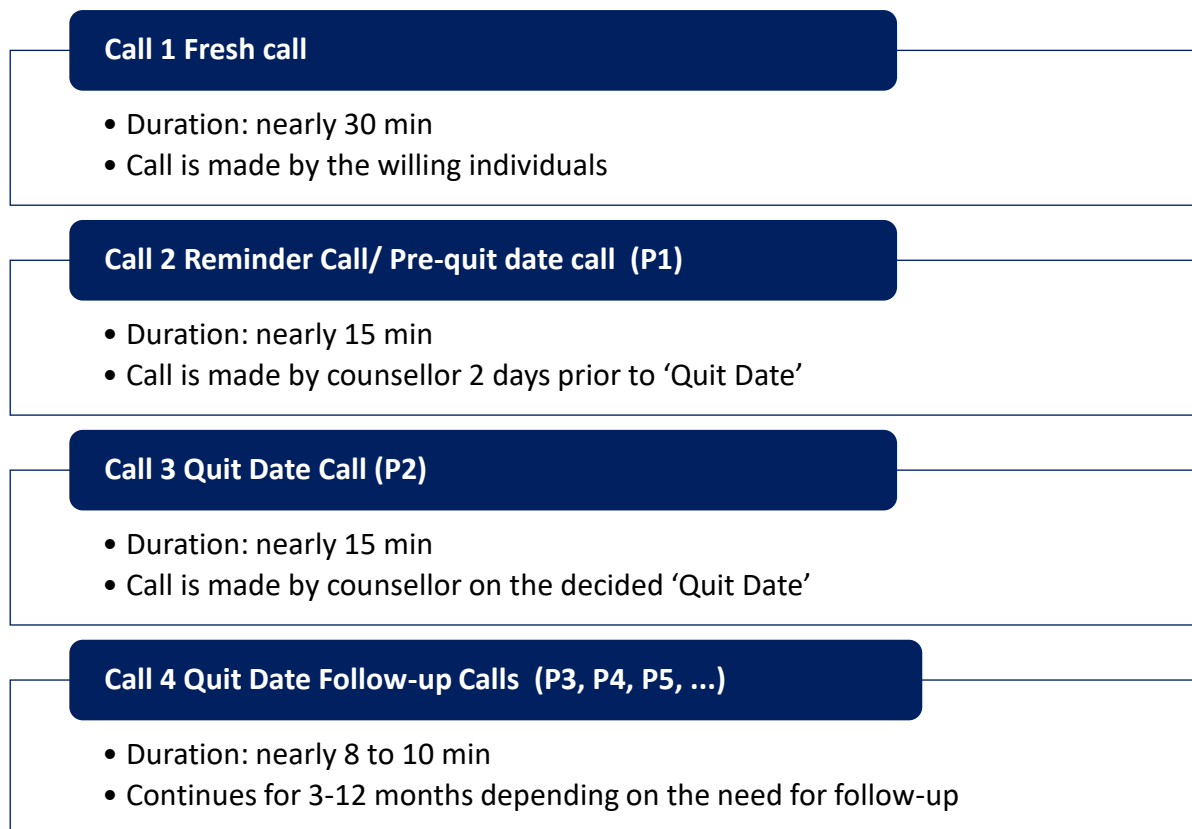 Call 1 Fresh call
• Duration: nearly 30 min
• Call is made by the willing individuals
Call 2 Reminder Call/ Pre-quit date call  (P1)
• Duration: nearly 15 min
• Call is made by counsellor 2 days prior to ‘Quit Date’
Call 3 Quit Date Call (P2)
• Duration: nearly 15 min
• Call is made by counsellor on the decided ‘Quit Date’
Call 4 Quit Date Follow-up Calls  (P3, P4, P5, ...)
• Duration: nearly 8 to 10 min
• Continues for 3-12 months depending on the need for follow-up